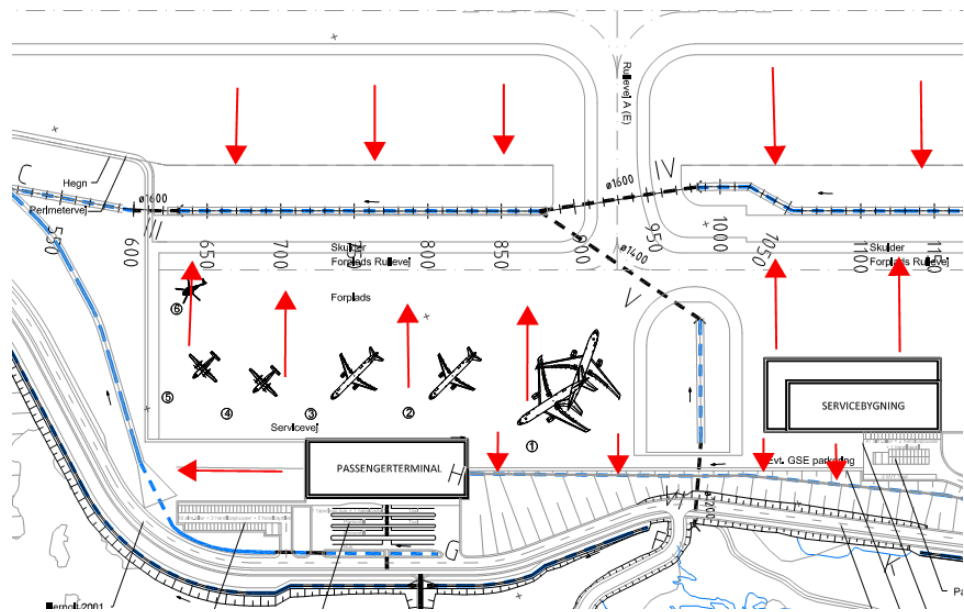 Rullevej A (E)
C
Hegn
Perimetervej
ø1600
III
ø1600
IV
550
600
650
700
750
800
850
900
950
1000
1050
1100
1150
Skulder
Forplads Rullevej
Skulder
Forplads Rullevej
ø1400
V
Forplads
6
5
4
3
2
1
Servicevej
SERVICEBYGNING
PASSENGERTERMINAL
H
Evt. GSE parkering
G